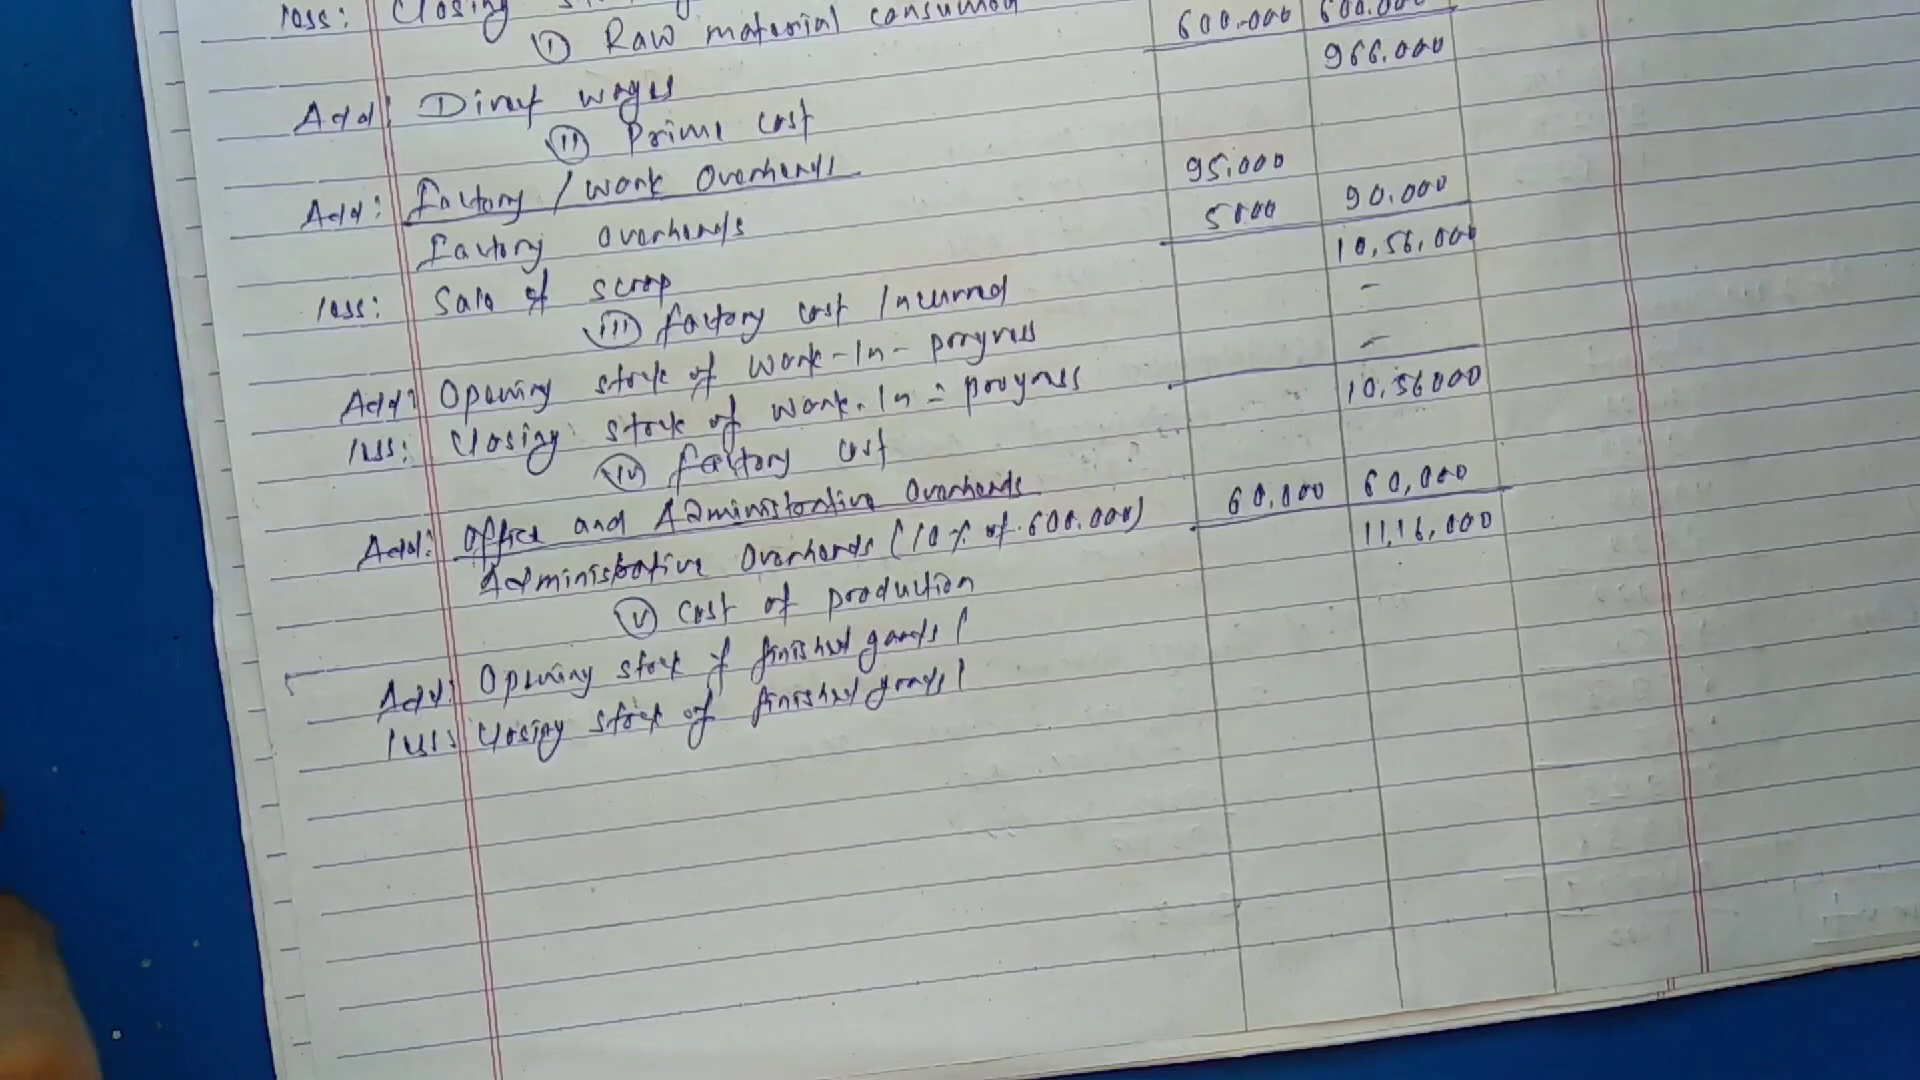 less: Closing
(I) Raw material consumed
Add: Direct wages 600.000 600.000
(II) Prime cost 966.000
Add: Factory / Work Overheads
Factory Overheads 95.000
less: Sale of scrap 5000 90.000
(III) factory cost Incurred 10,56,000
Add: Opening stock of Work-In-progress -
less: Closing stock of Work-In-progress -
(IV) factory cost 10,56000
Add: Office and Administrative Overheads
Administrative Overheads (10% of 600.000) 60,000 60,000
(V) Cost of production 11,16,000
Add: Opening stock of finished goods (
less: Closing stock of finished goods (